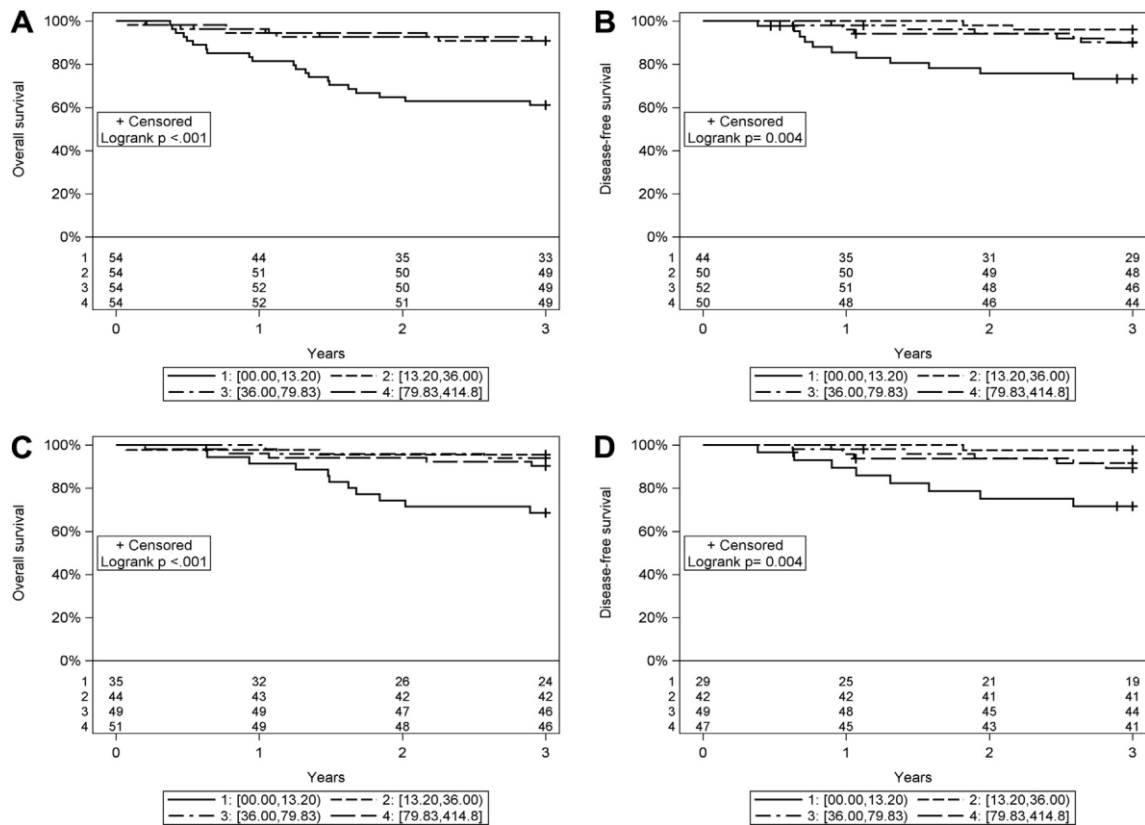 A
Overall survival
100%
80%
60%
40%
20%
0%
+ Censored
Logrank p <.001
1 54 44 35 33
2 54 51 50 49
3 54 52 50 49
4 54 52 51 49
0 1 2 3
Years
1: [00.00,13.20) 2: [13.20,36.00)
3: [36.00,79.83) 4: [79.83,414.8]
B
Disease-free survival
100%
80%
60%
40%
20%
0%
+ Censored
Logrank p= 0.004
1 44 35 31 29
2 50 50 49 48
3 52 51 48 46
4 50 48 46 44
0 1 2 3
Years
1: [00.00,13.20) 2: [13.20,36.00)
3: [36.00,79.83) 4: [79.83,414.8]
C
Overall survival
100%
80%
60%
40%
20%
0%
+ Censored
Logrank p <.001
1 35 32 26 24
2 44 43 42 42
3 49 49 47 46
4 51 49 48 46
0 1 2 3
Years
1: [00.00,13.20) 2: [13.20,36.00)
3: [36.00,79.83) 4: [79.83,414.8]
D
Disease-free survival
100%
80%
60%
40%
20%
0%
+ Censored
Logrank p= 0.004
1 29 25 21 19
2 42 42 41 41
3 49 48 45 44
4 47 45 43 41
0 1 2 3
Years
1: [00.00,13.20) 2: [13.20,36.00)
3: [36.00,79.83) 4: [79.83,414.8]